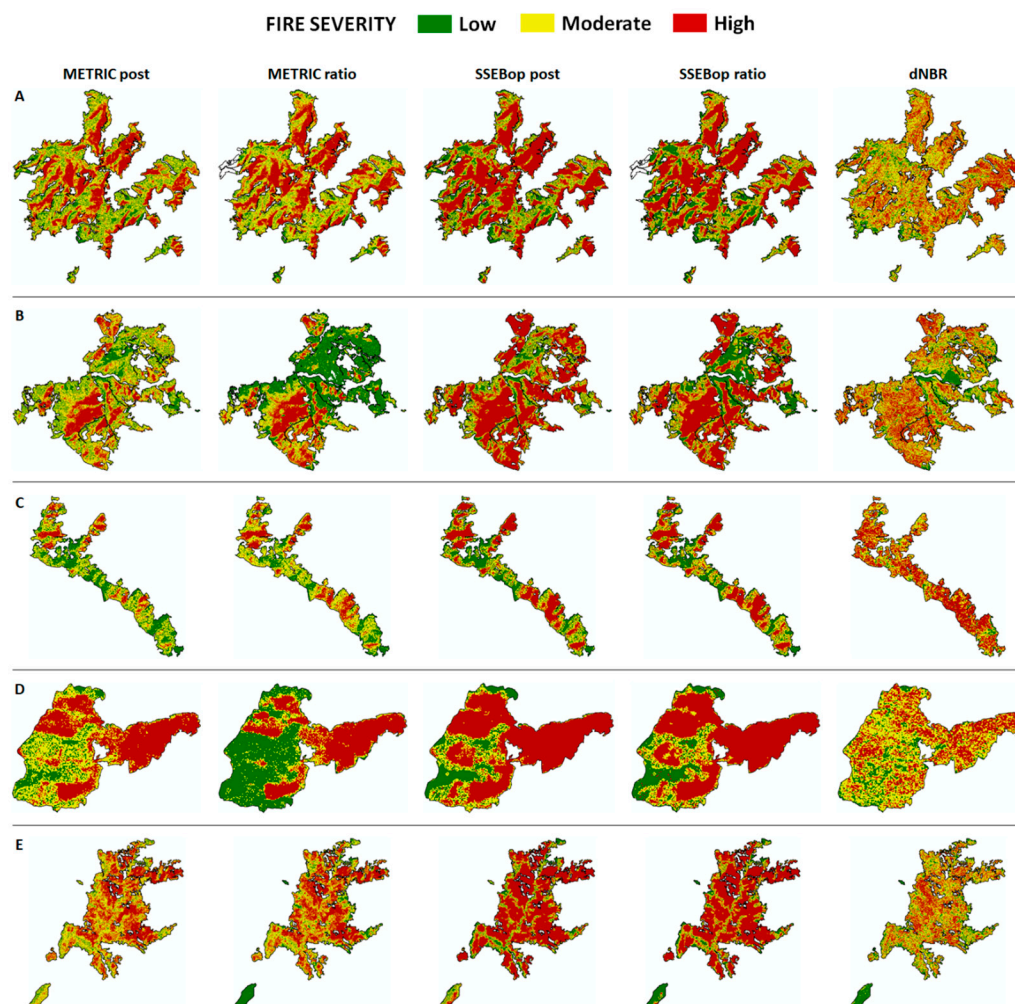 FIRE SEVERITY Low Moderate High
METRIC post METRIC ratio SSEBop post SSEBop ratio dNBR
A
B
C
D
E